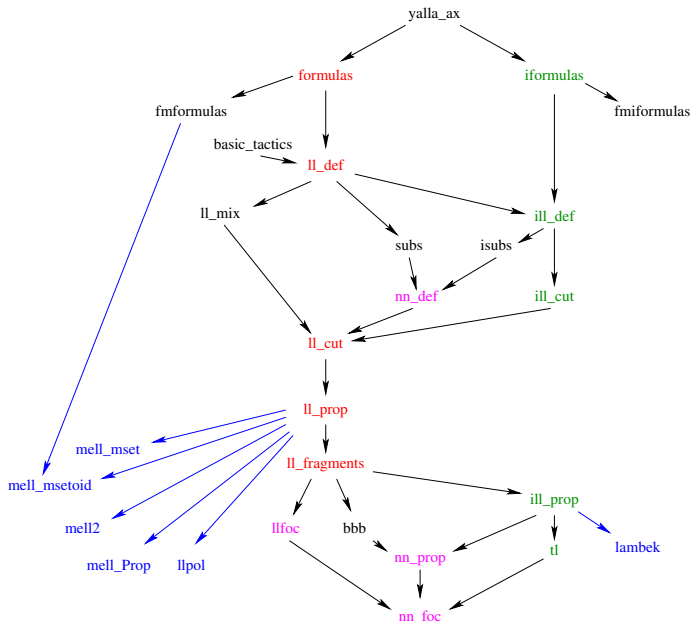 yalla_ax
formulas
iformulas
fmformulas
fmiformulas
basic_tactics
ll_def
ll_mix
ill_def
subs
isubs
nn_def
ill_cut
ll_cut
ll_prop
mell_mset
ll_fragments
mell_msetoid
ill_prop
mell2
llfoc
bbb
nn_prop
tl
lambek
mell_Prop
llpol
nn_foc